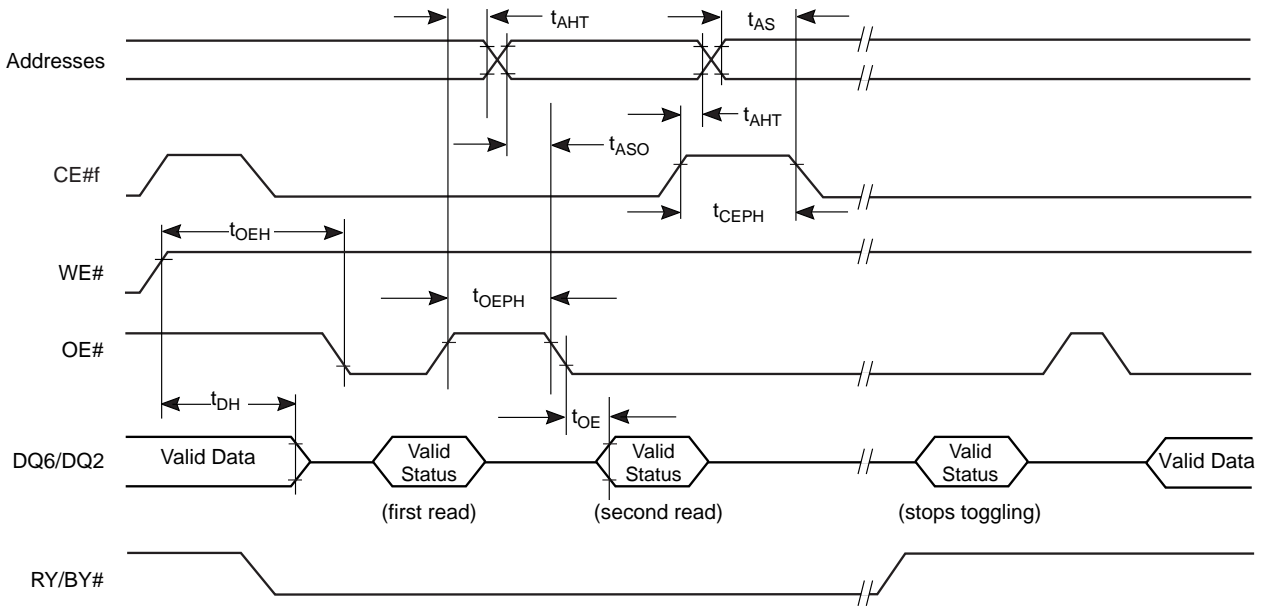 tAHT
tAS
Addresses
tAHT
tASO
CE#f
tCEPH
tOEH
WE#
tOEPH
OE#
tDH
tOE
DQ6/DQ2
Valid Data
Valid
Status
Valid
Status
Valid
Status
Valid Data
(first read)
(second read)
(stops toggling)
RY/BY#